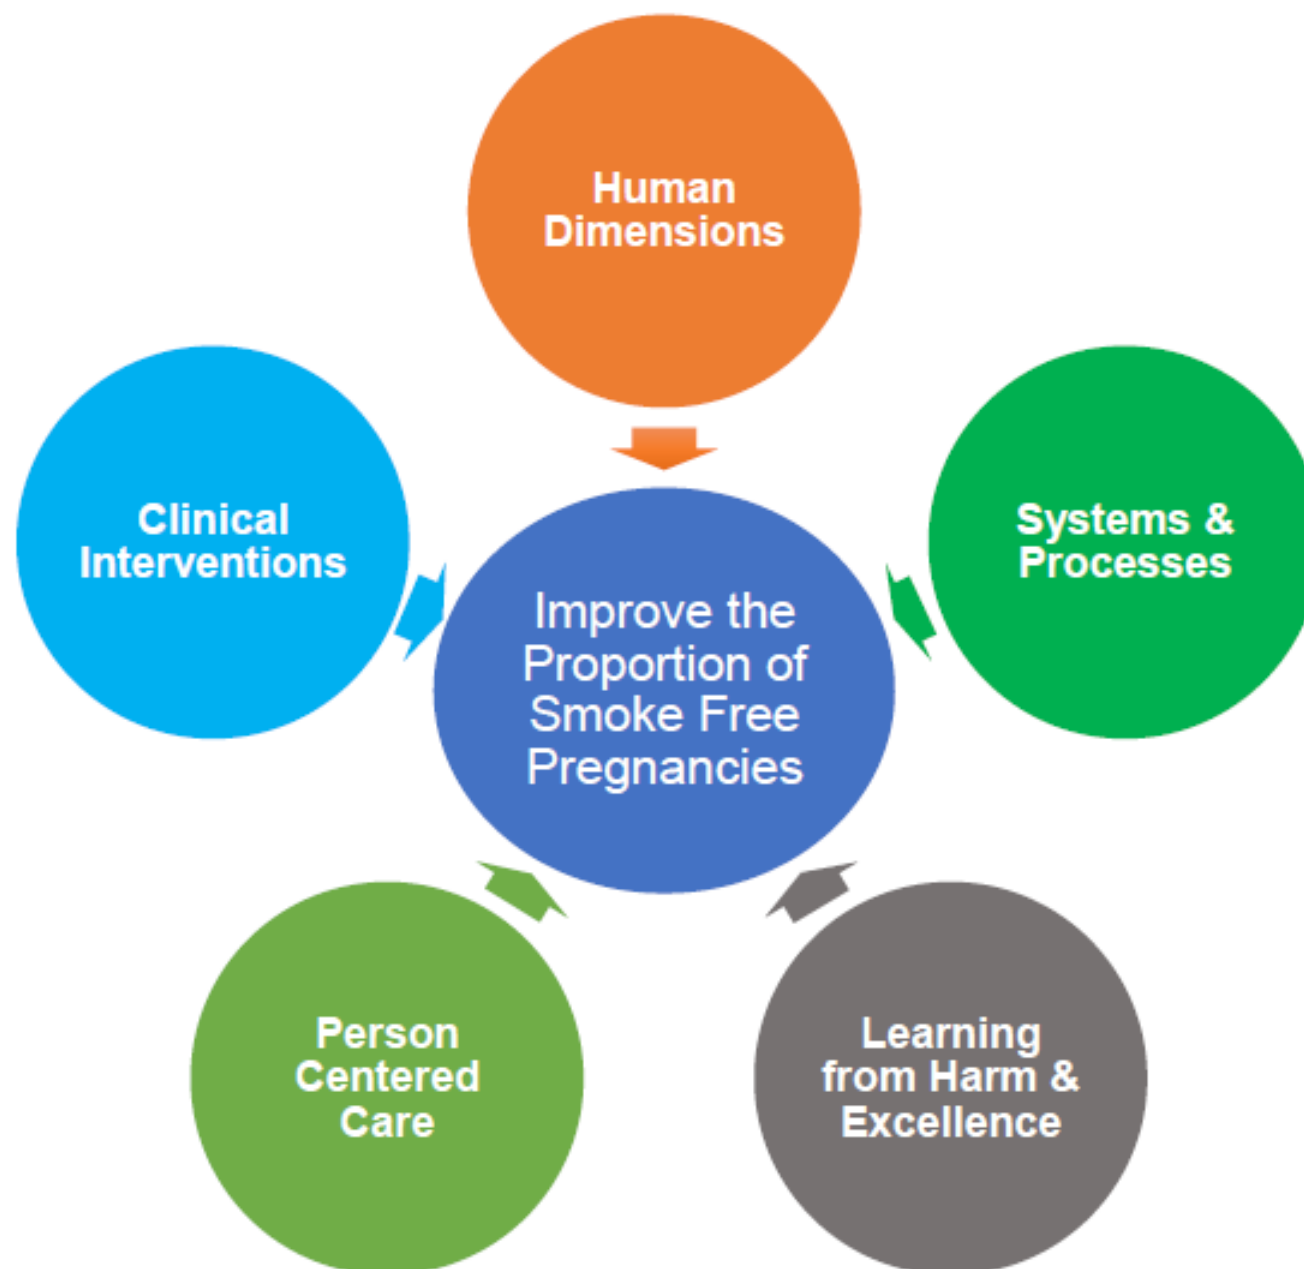 Human
Dimensions
Clinical
Interventions
Systems &
Processes
Improve the
Proportion of
Smoke Free
Pregnancies
Person
Centered
Care
Learning
from Harm &
Excellence